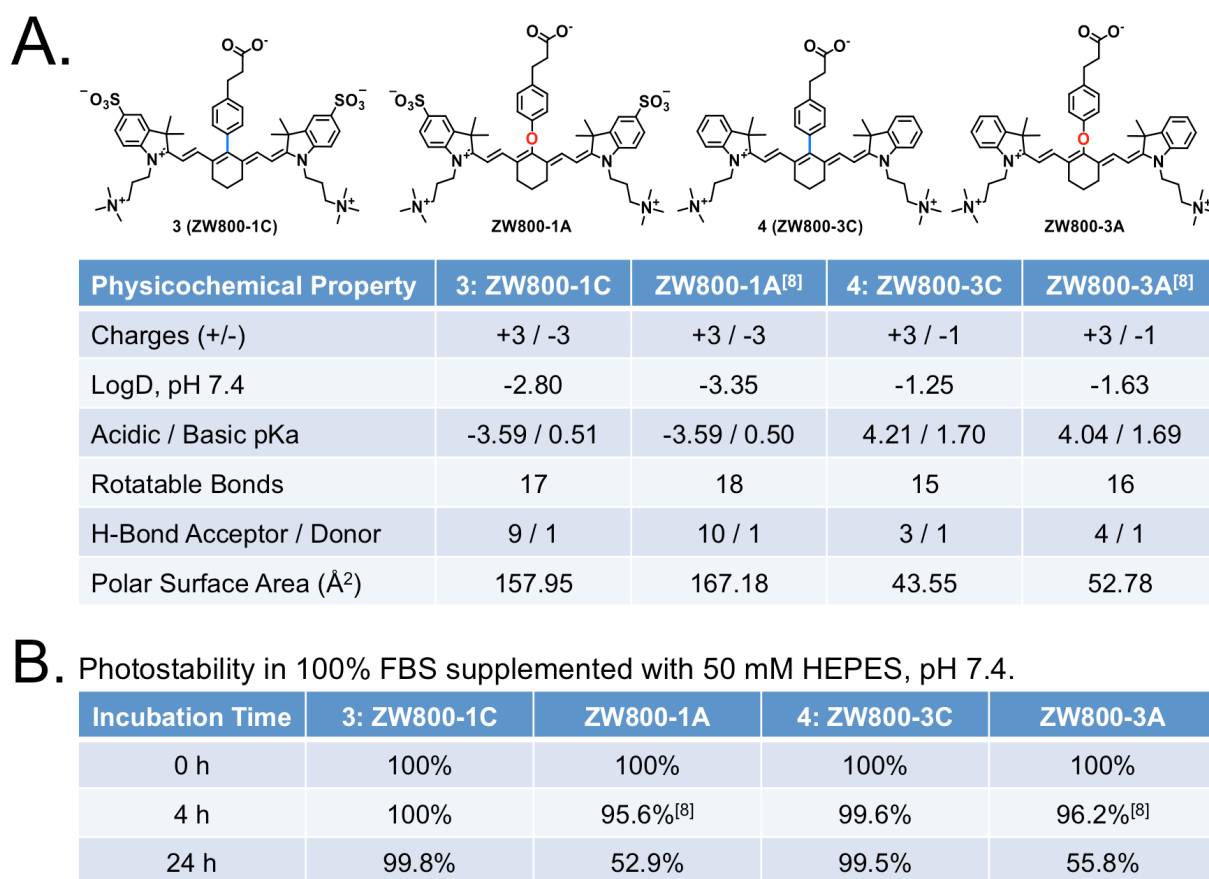 A.
O O-
O O-
O O-
O O-
−O3S SO3− −O3S SO3−
O O
N+ N N+ N N+ N N+ N
N+ N+ N+ N+ N+ N+ N+ N+
3 (ZW800-1C) ZW800-1A 4 (ZW800-3C) ZW800-3A
Physicochemical Property 3: ZW800-1C ZW800-1A[8] 4: ZW800-3C ZW800-3A[8]
Charges (+/-) +3 / -3 +3 / -3 +3 / -1 +3 / -1
LogD, pH 7.4 -2.80 -3.35 -1.25 -1.63
Acidic / Basic pKa -3.59 / 0.51 -3.59 / 0.50 4.21 / 1.70 4.04 / 1.69
Rotatable Bonds 17 18 15 16
H-Bond Acceptor / Donor 9 / 1 10 / 1 3 / 1 4 / 1
Polar Surface Area (Å2) 157.95 167.18 43.55 52.78
B. Photostability in 100% FBS supplemented with 50 mM HEPES, pH 7.4.
Incubation Time 3: ZW800-1C ZW800-1A 4: ZW800-3C ZW800-3A
0 h 100% 100% 100% 100%
4 h 100% 95.6%[8] 99.6% 96.2%[8]
24 h 99.8% 52.9% 99.5% 55.8%